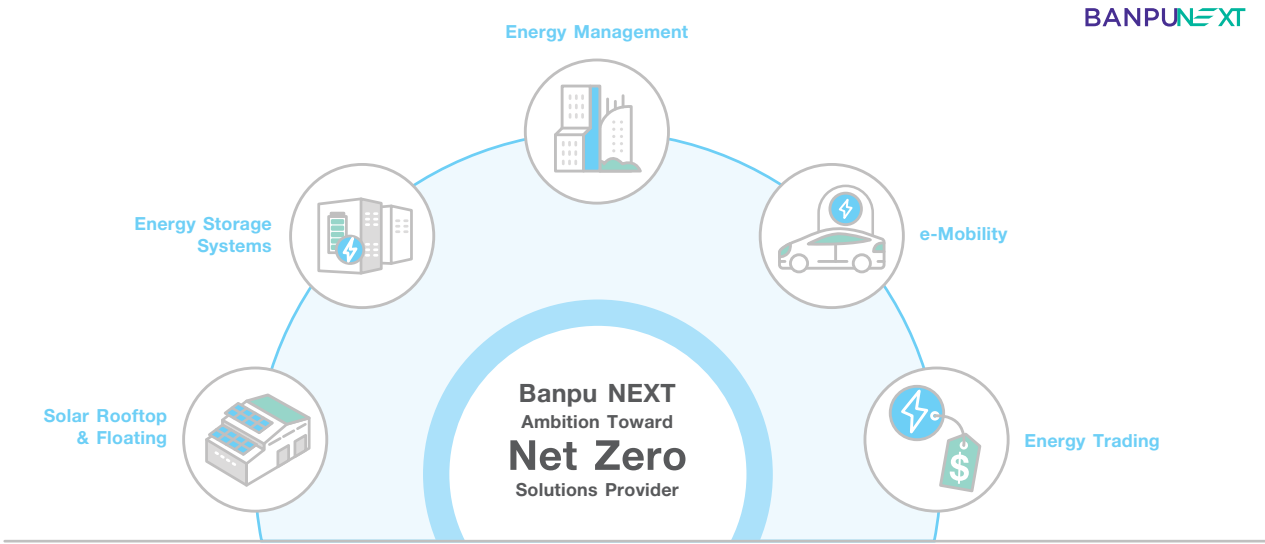 BANPU NEXT
Energy Management
Energy Storage
Systems
e-Mobility
Solar Rooftop
& Floating
Energy Trading
Banpu NEXT
Ambition Toward
Net Zero
Solutions Provider
$